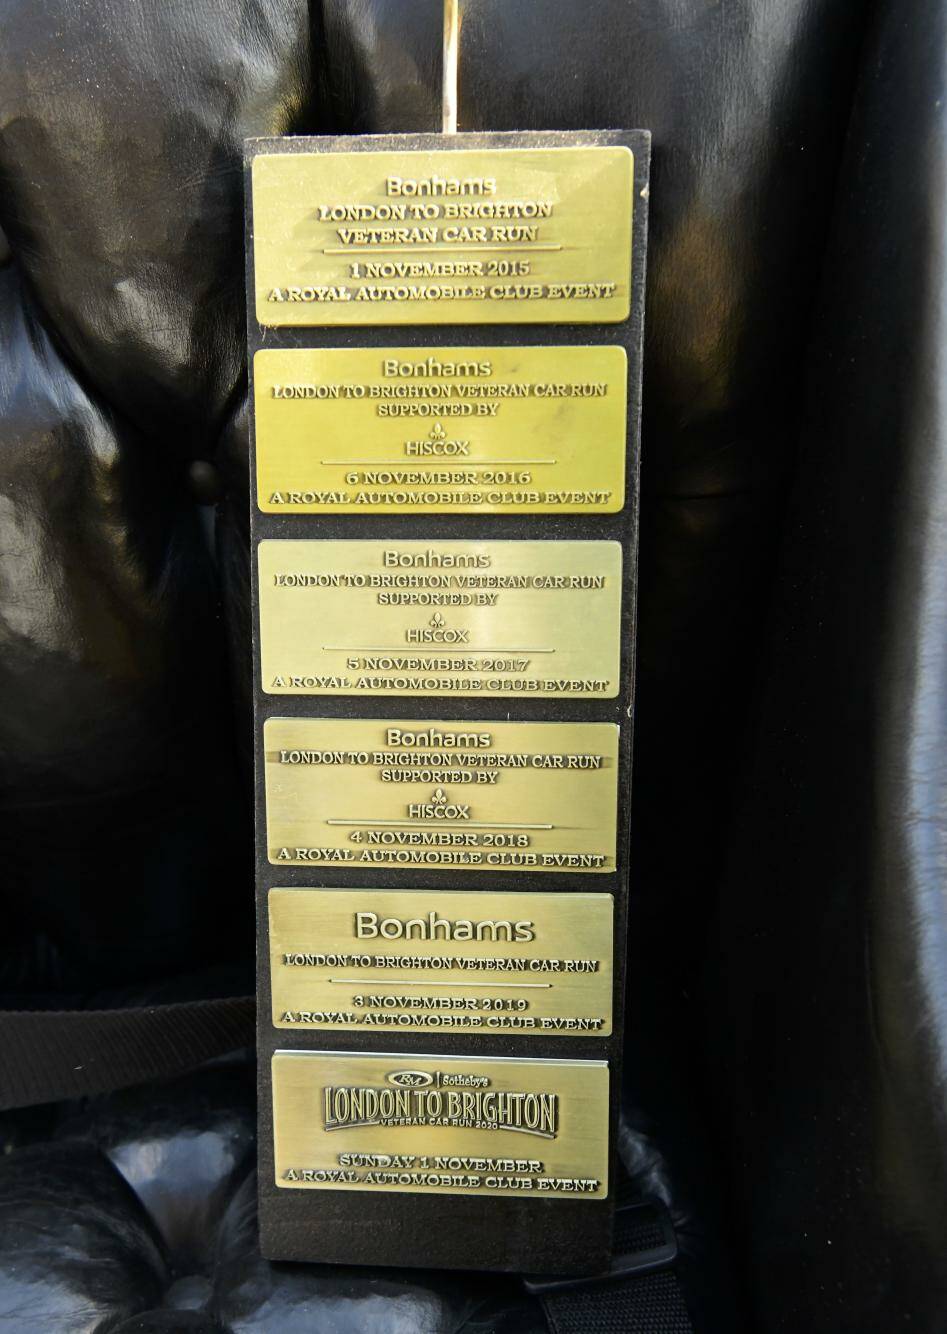 Bonhams
LONDON TO BRIGHTON
VETERAN CAR RUN
1 NOVEMBER 2015
A ROYAL AUTOMOBILE CLUB EVENT
Bonhams
LONDON TO BRIGHTON VETERAN CAR RUN
SUPPORTED BY
HISCOX
6 NOVEMBER 2016
A ROYAL AUTOMOBILE CLUB EVENT
Bonhams
LONDON TO BRIGHTON VETERAN CAR RUN
SUPPORTED BY
HISCOX
5 NOVEMBER 2017
A ROYAL AUTOMOBILE CLUB EVENT
Bonhams
LONDON TO BRIGHTON VETERAN CAR RUN
SUPPORTED BY
HISCOX
4 NOVEMBER 2018
A ROYAL AUTOMOBILE CLUB EVENT
Bonhams
LONDON TO BRIGHTON VETERAN CAR RUN
3 NOVEMBER 2019
A ROYAL AUTOMOBILE CLUB EVENT
RM | Sotheby's
LONDON TO BRIGHTON
VETERAN CAR RUN 2020
SUNDAY 1 NOVEMBER
A ROYAL AUTOMOBILE CLUB EVENT